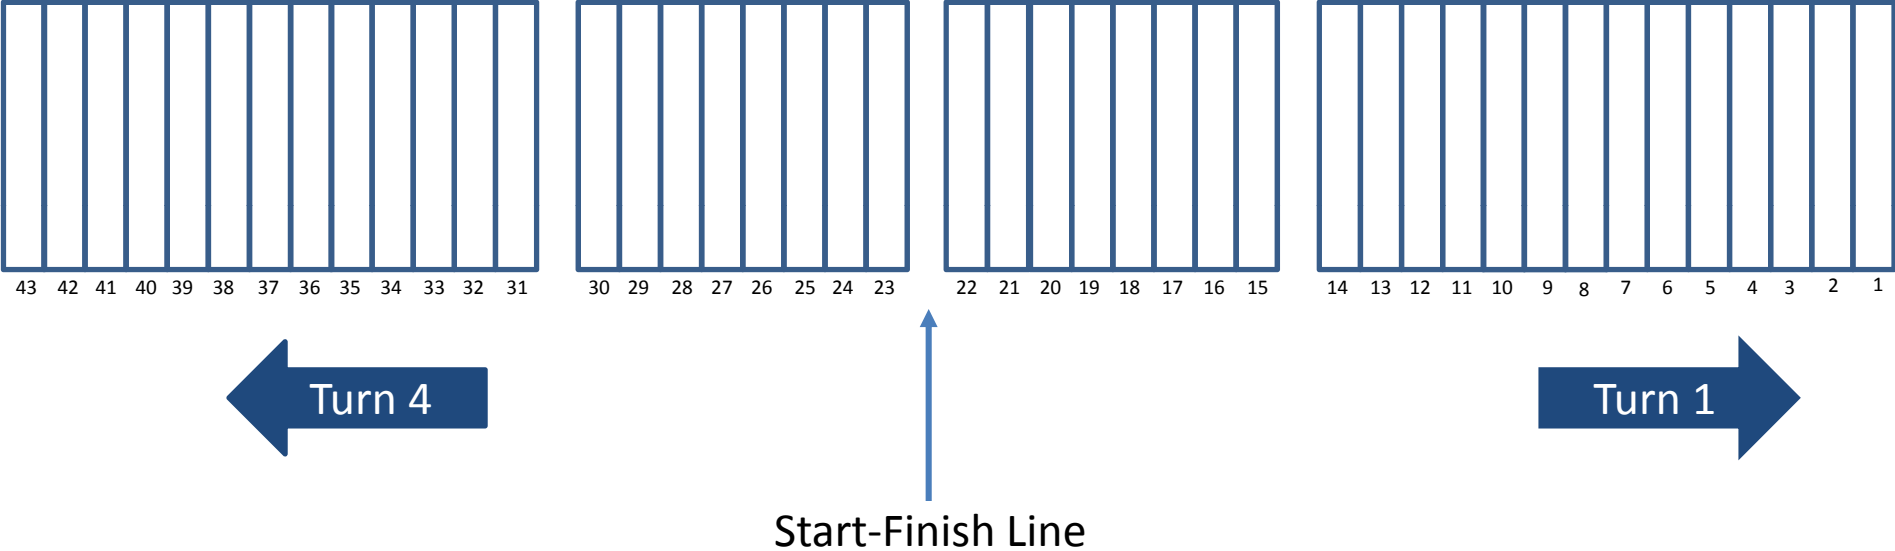 43 42 41 40 39 38 37 36 35 34 33 32 31 30 29 28 27 26 25 24 23 22 21 20 19 18 17 16 15 14 13 12 11 10 9 8 7 6 5 4 3 2 1
Turn 4 Turn 1
Start-Finish Line